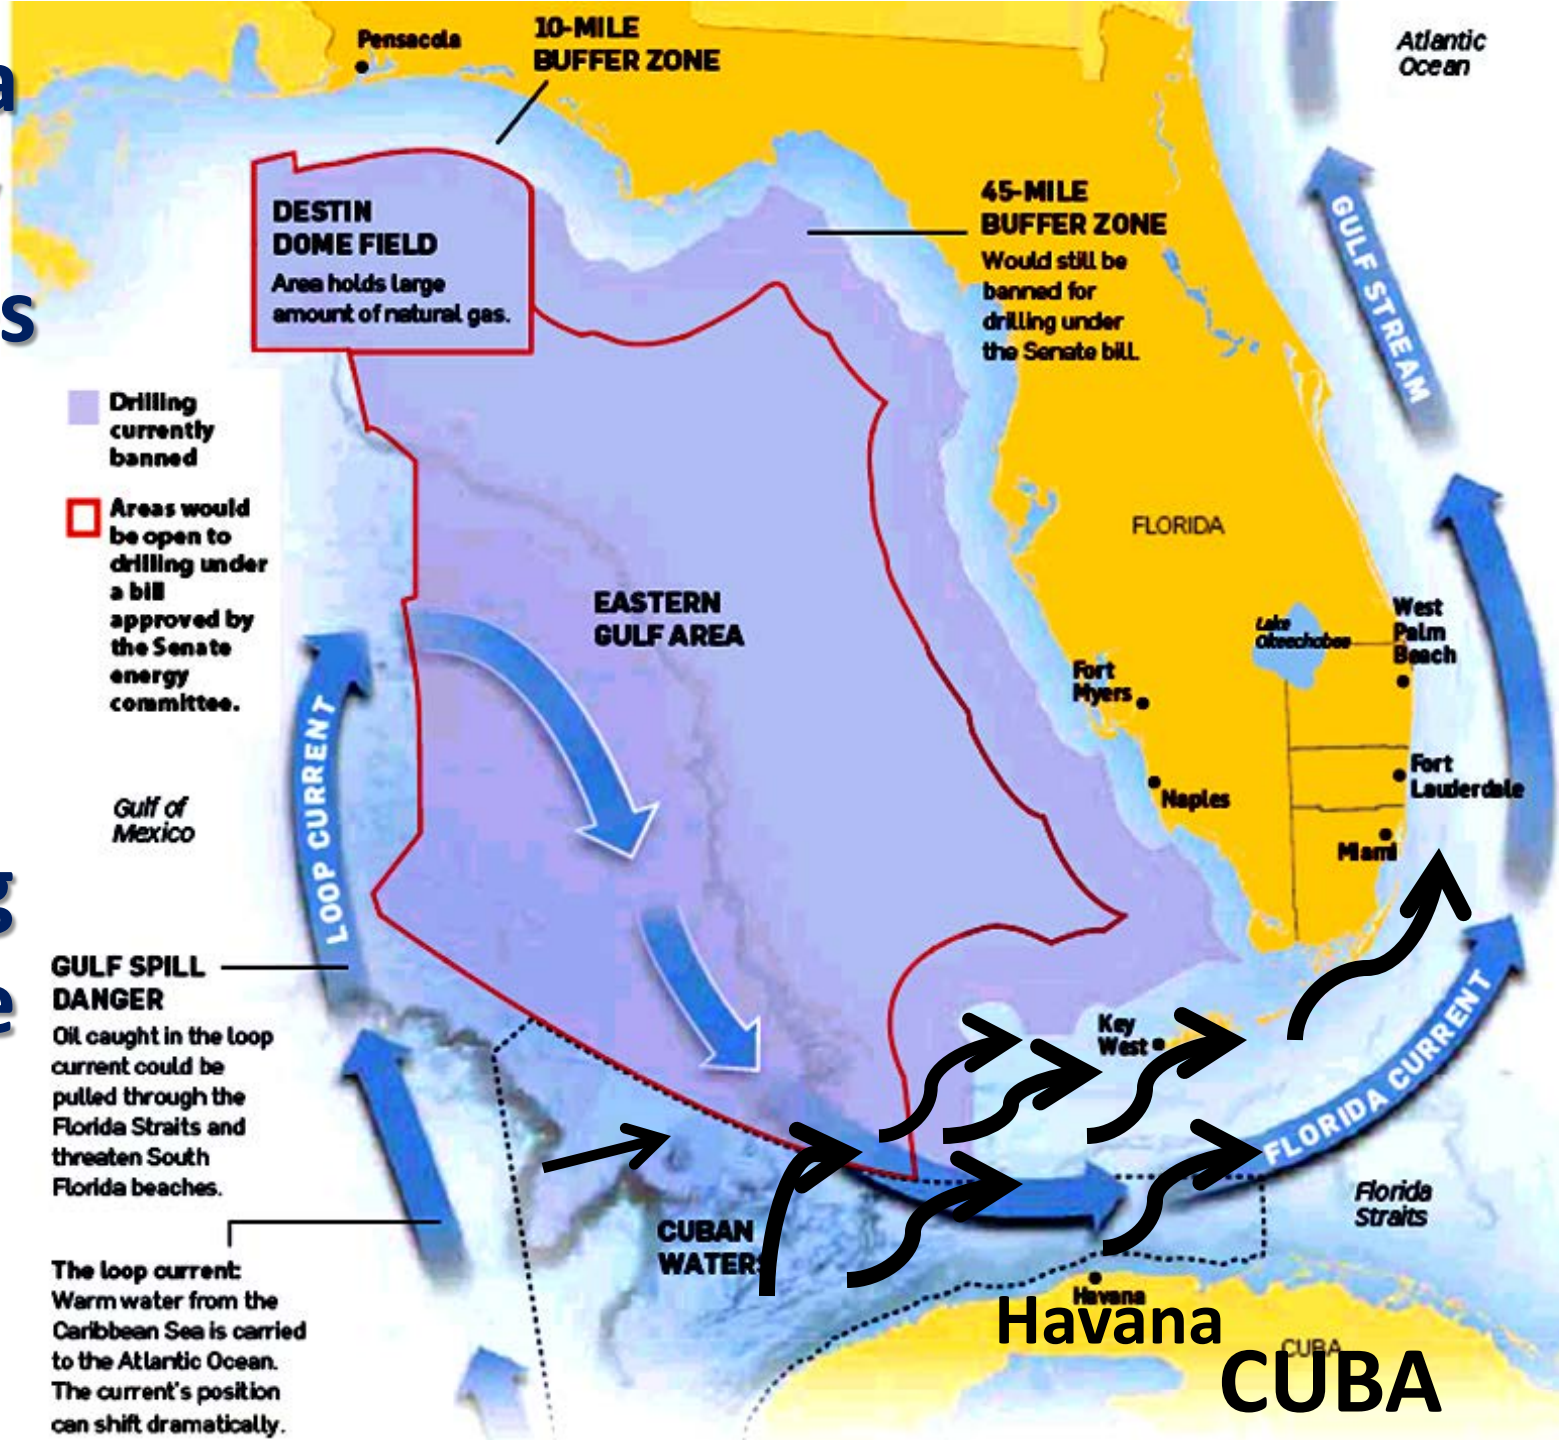 a
s
g
e
Pensacola
10-MILE
BUFFER ZONE
Atlantic
Ocean
DESTIN
DOME FIELD
Area holds large
amount of natural gas.
45-MILE
BUFFER ZONE
Would still be
banned for
drilling under
the Senate bill.
GULF STREAM
Drilling
currently
banned
Areas would
be open to
drilling under
a bill
approved by
the Senate
energy
committee.
FLORIDA
EASTERN
GULF AREA
Lake
Okeechobee
West
Palm
Beach
Fort
Myers
Naples
Fort
Lauderdale
Miami
LOOP CURRENT
Gulf of
Mexico
GULF SPILL
DANGER
Oil caught in the loop
current could be
pulled through the
Florida Straits and
threaten South
Florida beaches.
Key
West
FLORIDA CURRENT
Florida
Straits
CUBAN
WATERS
The loop current:
Warm water from the
Caribbean Sea is carried
to the Atlantic Ocean.
The current's position
can shift dramatically.
Havana
Havana
CUBA
CUBA